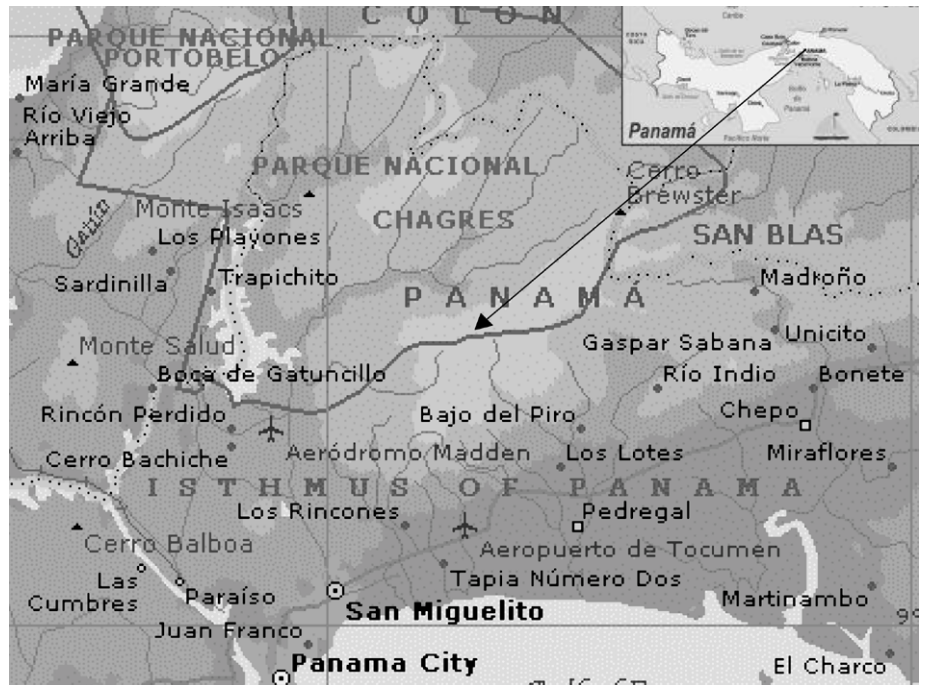 COLÓN
PARQUE NACIONAL
PORTOBELO
María Grande
Río Viejo
Arriba
Panamá
PARQUE NACIONAL
CHAGRES
Cerro
Brewster
Monte Isaacs
Gatún
Los Playones
SAN BLAS
Sardinilla
Trapichito
Madroño
PANAMÁ
Monte Salud
Gaspar Sabana
Unicito
Boca de Gatuncillo
Río Indio
Bonete
Rincón Perdido
Bajo del Piro
Chepo
Cerro Bachiche
Aeródromo Madden
Los Lotes
Miraflores
ISTHMUS OF PANAMA
Los Rincones
Pedregal
Cerro Balboa
Aeropuerto de Tocumen
Las
Cumbres
Paraíso
Tapia Número Dos
Martinambo
San Miguelito
9°
Juan Franco
Panama City
El Charco